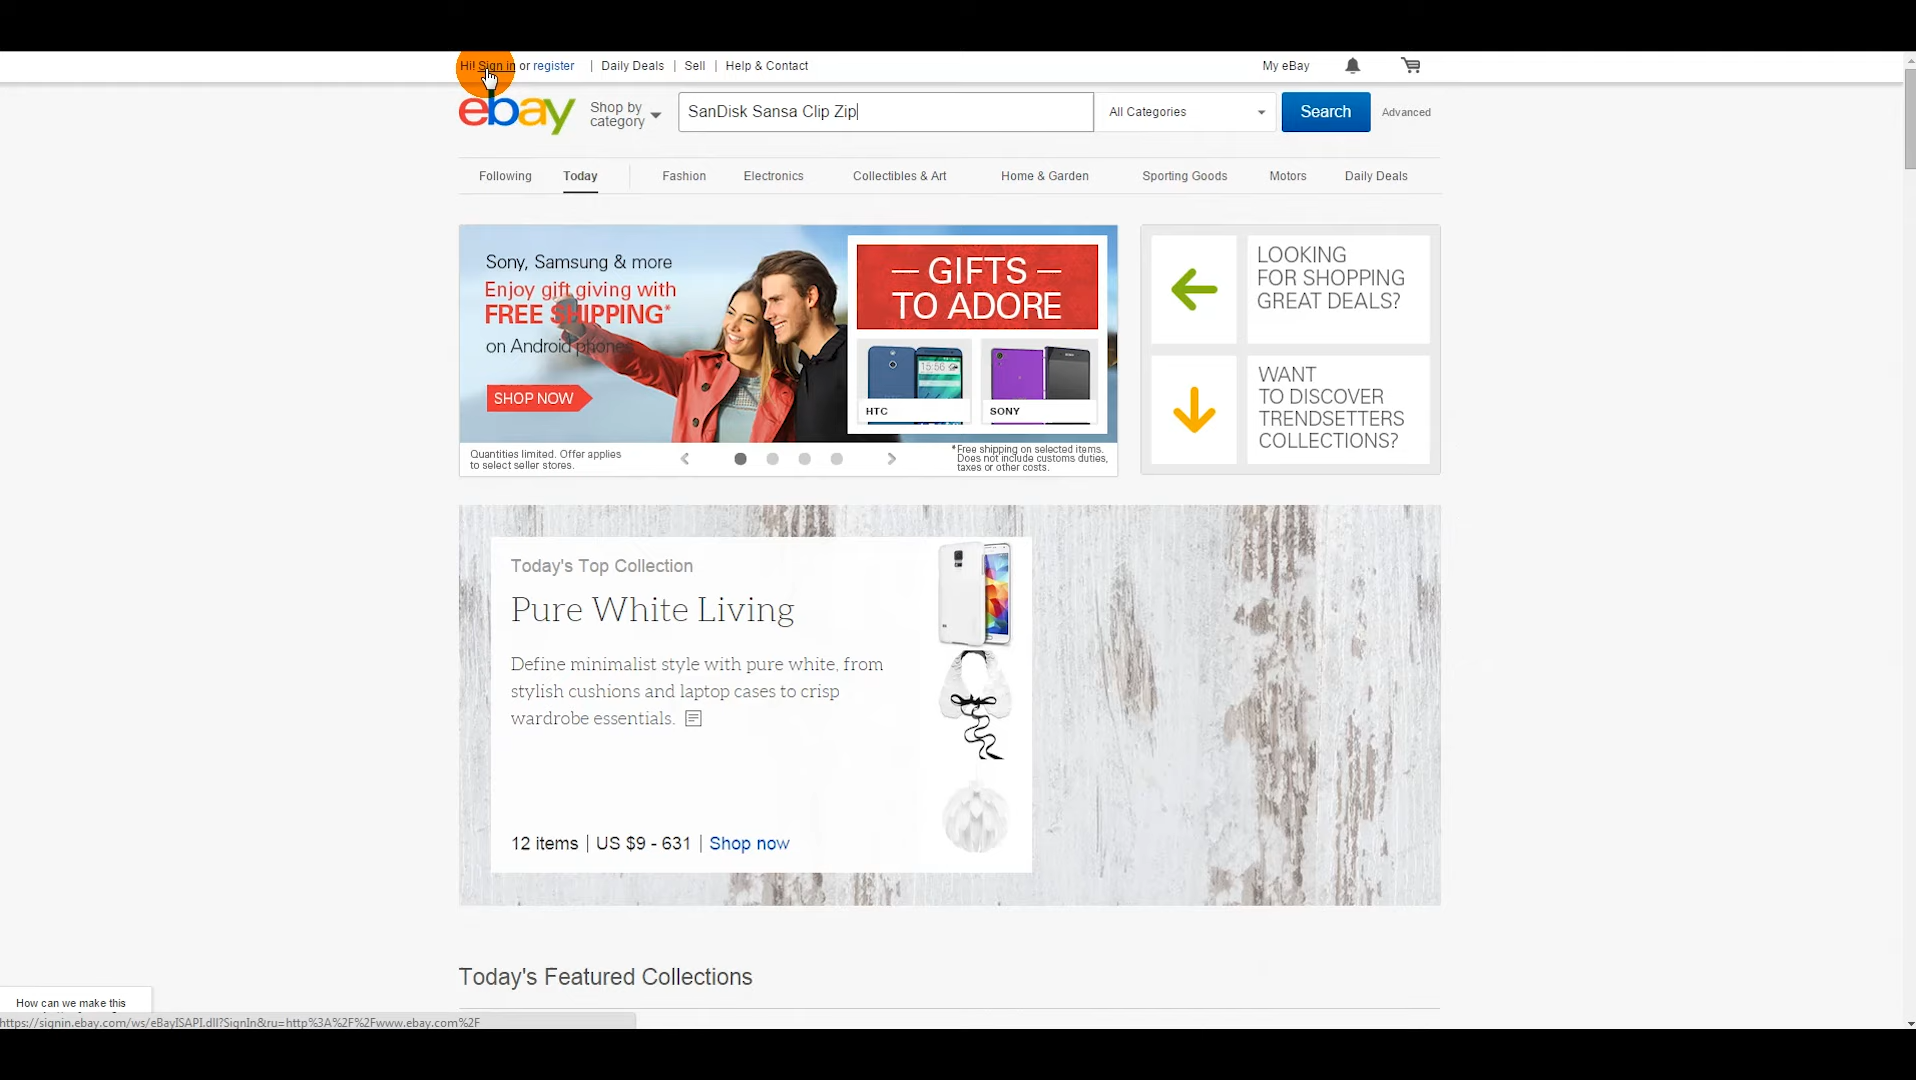 Hi! Sign in or register | Daily Deals | Sell | Help & Contact My eBay
ebay
Shop by
category
SanDisk Sansa Clip Zip
All Categories
Search
Advanced
Following Today Fashion Electronics Collectibles & Art Home & Garden Sporting Goods Motors Daily Deals
Sony, Samsung & more
Enjoy gift giving with
FREE SHIPPING*
on Android phones
SHOP NOW
— GIFTS —
TO ADORE
15:56
HTC
SONY
Quantities limited. Offer applies
to select seller stores.
*Free shipping on selected items.
Does not include customs duties,
taxes or other costs.
LOOKING
FOR SHOPPING
GREAT DEALS?
WANT
TO DISCOVER
TRENDSETTERS
COLLECTIONS?
Today's Top Collection
Pure White Living
Define minimalist style with pure white, from
stylish cushions and laptop cases to crisp
wardrobe essentials.
12 items | US $9 - 631 | Shop now
Today's Featured Collections
How can we make this
https://signin.ebay.com/ws/eBayISAPI.dll?SignIn&ru=http%3A%2F%2Fwww.ebay.com%2F